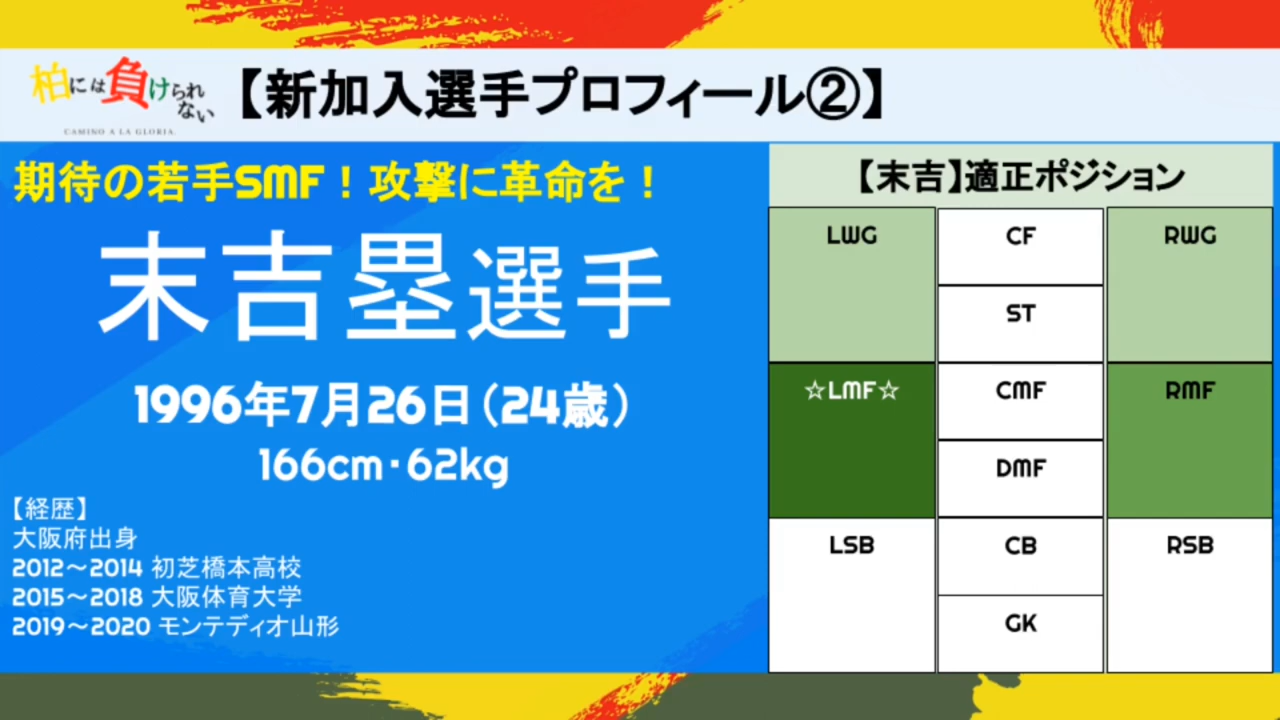 柏には負けられない
CAMINO A LA GLORIA.
【新加入選手プロフィール②】
期待の若手SMF！攻撃に革命を！
末吉塁選手
1996年7月26日（24歳）
166cm・62kg
【経歴】
大阪府出身
2012〜2014 初芝橋本高校
2015〜2018 大阪体育大学
2019〜2020 モンテディオ山形
【末吉】適正ポジション
LWG CF RWG
ST
☆LMF☆ CMF RMF
DMF
LSB CB RSB
GK